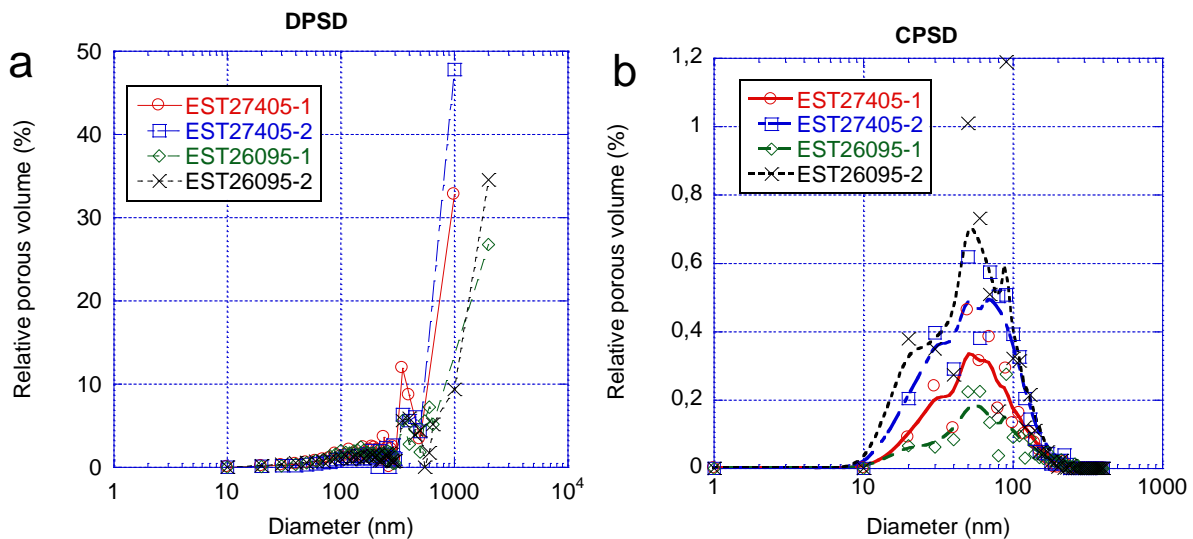 DPSD
a
50
40
30
20
10
0
Relative porous volume (%)
EST27405-1
EST27405-2
EST26095-1
EST26095-2
1
10
100
1000
10⁴
Diameter (nm)
CPSD
b
1,2
1
0,8
0,6
0,4
0,2
0
Relative porous volume (%)
EST27405-1
EST27405-2
EST26095-1
EST26095-2
1
10
100
1000
Diameter (nm)